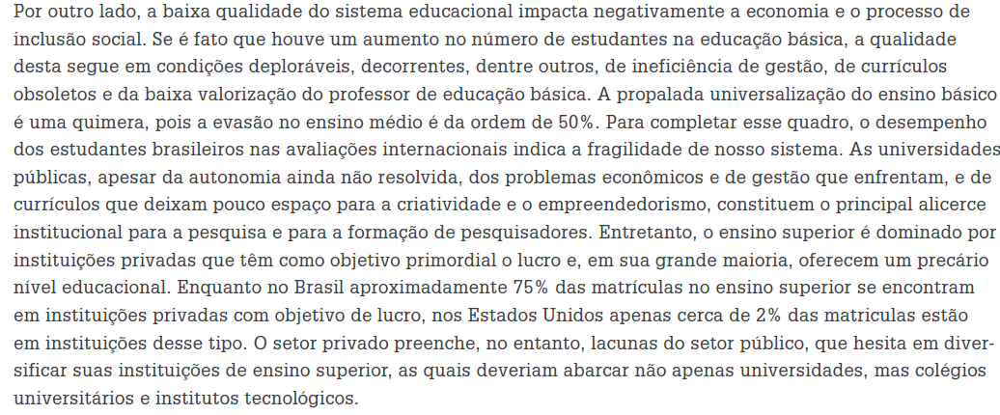 Por outro lado, a baixa qualidade do sistema educacional impacta negativamente a economia e o processo de
inclusão social. Se é fato que houve um aumento no número de estudantes na educação básica, a qualidade
desta segue em condições deploráveis, decorrentes, dentre outros, de ineficiência de gestão, de currículos
obsoletos e da baixa valorização do professor de educação básica. A propalada universalização do ensino básico
é uma quimera, pois a evasão no ensino médio é da ordem de 50%. Para completar esse quadro, o desempenho
dos estudantes brasileiros nas avaliações internacionais indica a fragilidade de nosso sistema. As universidades
públicas, apesar da autonomia ainda não resolvida, dos problemas econômicos e de gestão que enfrentam, e de
currículos que deixam pouco espaço para a criatividade e o empreendedorismo, constituem o principal alicerce
institucional para a pesquisa e para a formação de pesquisadores. Entretanto, o ensino superior é dominado por
instituições privadas que têm como objetivo primordial o lucro e, em sua grande maioria, oferecem um precário
nível educacional. Enquanto no Brasil aproximadamente 75% das matrículas no ensino superior se encontram
em instituições privadas com objetivo de lucro, nos Estados Unidos apenas cerca de 2% das matriculas estão
em instituições desse tipo. O setor privado preenche, no entanto, lacunas do setor público, que hesita em diver-
sificar suas instituições de ensino superior, as quais deveriam abarcar não apenas universidades, mas colégios
universitários e institutos tecnológicos.